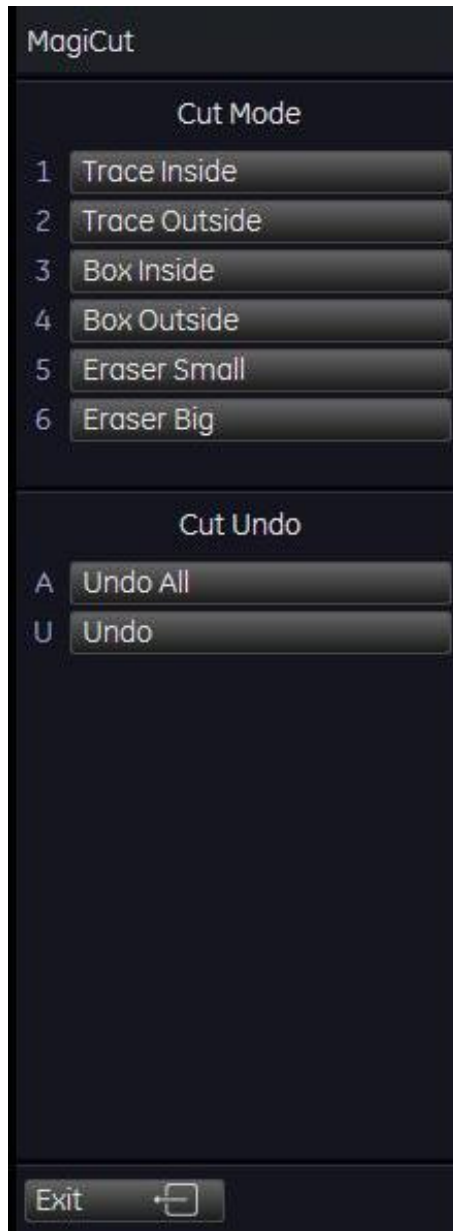 MagiCut
Cut Mode
1 Trace Inside
2 Trace Outside
3 Box Inside
4 Box Outside
5 Eraser Small
6 Eraser Big
Cut Undo
A Undo All
U Undo
Exit